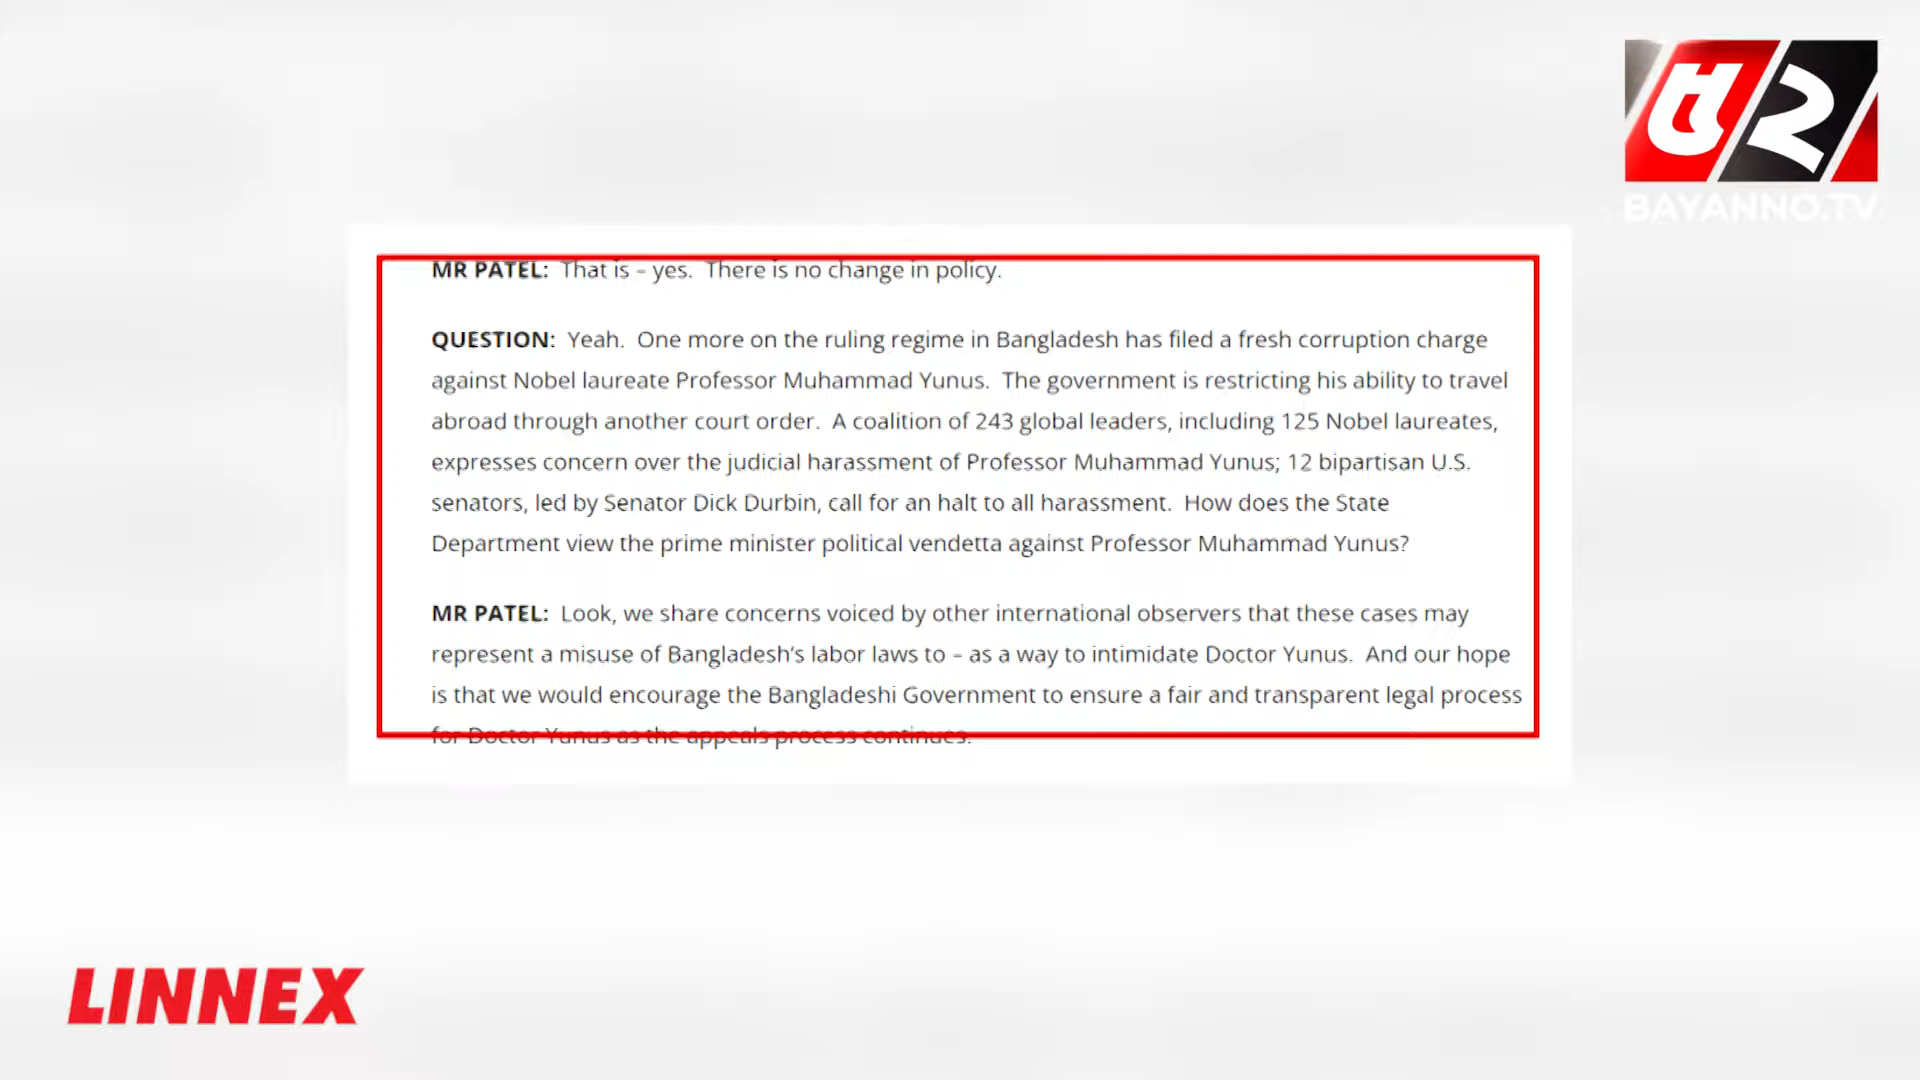 ৫২
BAYANNO.TV
MR PATEL: That is – yes. There is no change in policy.
QUESTION: Yeah. One more on the ruling regime in Bangladesh has filed a fresh corruption charge
against Nobel laureate Professor Muhammad Yunus. The government is restricting his ability to travel
abroad through another court order. A coalition of 243 global leaders, including 125 Nobel laureates,
expresses concern over the judicial harassment of Professor Muhammad Yunus; 12 bipartisan U.S.
senators, led by Senator Dick Durbin, call for an halt to all harassment. How does the State
Department view the prime minister political vendetta against Professor Muhammad Yunus?
MR PATEL: Look, we share concerns voiced by other international observers that these cases may
represent a misuse of Bangladesh’s labor laws to – as a way to intimidate Doctor Yunus. And our hope
is that we would encourage the Bangladeshi Government to ensure a fair and transparent legal process
for Doctor Yunus as the appeals process continues.
LINNEX